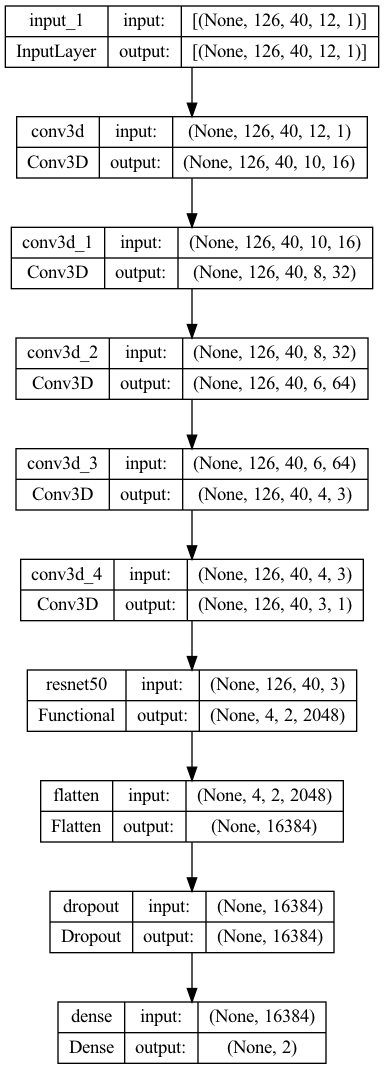 input_1 input: [(None, 126, 40, 12, 1)]
InputLayer output: [(None, 126, 40, 12, 1)]
conv3d input: (None, 126, 40, 12, 1)
Conv3D output: (None, 126, 40, 10, 16)
conv3d_1 input: (None, 126, 40, 10, 16)
Conv3D output: (None, 126, 40, 8, 32)
conv3d_2 input: (None, 126, 40, 8, 32)
Conv3D output: (None, 126, 40, 6, 64)
conv3d_3 input: (None, 126, 40, 6, 64)
Conv3D output: (None, 126, 40, 4, 3)
conv3d_4 input: (None, 126, 40, 4, 3)
Conv3D output: (None, 126, 40, 3, 1)
resnet50 input: (None, 126, 40, 3)
Functional output: (None, 4, 2, 2048)
flatten input: (None, 4, 2, 2048)
Flatten output: (None, 16384)
dropout input: (None, 16384)
Dropout output: (None, 16384)
dense input: (None, 16384)
Dense output: (None, 2)